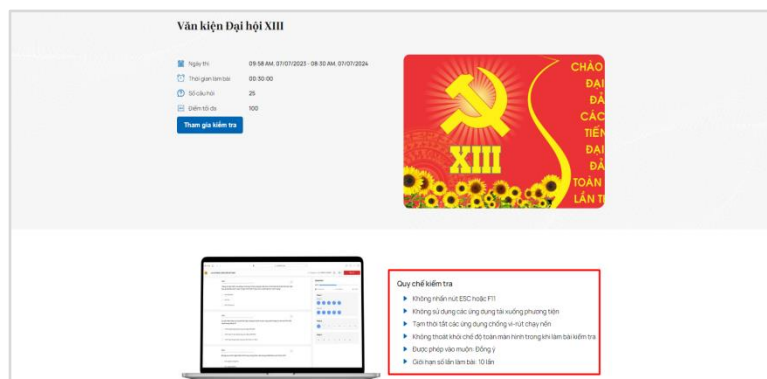 Văn kiện Đại hội XIII
Ngày thi 09:58 AM, 07/07/2023 - 08:30 AM, 07/07/2024
Thời gian làm bài 00:30:00
Số câu hỏi 25
Điểm tối đa 100
Tham gia kiểm tra
CHÀO
ĐẠI
ĐẢ
CÁC
TIẾN
ĐẠI
ĐẢ
TOÀN
LẦN T
XIII
Quy chế kiểm tra
Không nhấn nút ESC hoặc F11
Không sử dụng các ứng dụng tải xuống phương tiện
Tạm thời tắt các ứng dụng chống vi-rút chạy nền
Không thoát khỏi chế độ toàn màn hình trong khi làm bài kiểm tra
Được phép vào muộn: Đồng ý
Giới hạn số lần làm bài: 10 lần